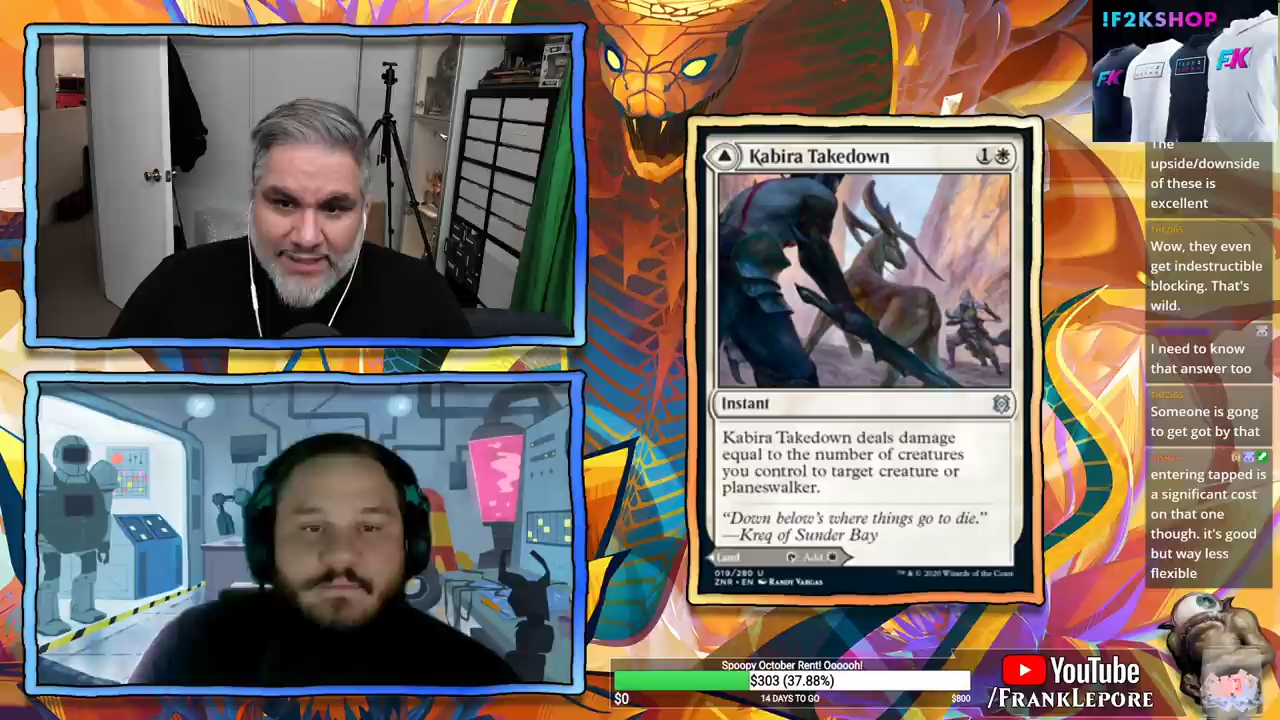 !F2KSHOP
FK
FK
Kabira Takedown
1
Instant
Kabira Takedown deals damage
equal to the number of creatures
you control to target creature or
planeswalker.
“Down below’s where things go to die.”
—Kreq of Sunder Bay
Land
Add
019/280 U
ZNR • EN RANDY VARGAS
™ & © 2020 Wizards of the Coast
The
upside/downside
of these is
excellent
THEZIGS
Wow, they even
get indestructible
blocking. That's
wild.
I need to know
that answer too
THEZIGS
Someone is gong
to get got by that
entering tapped is
a significant cost
on that one
though. it's good
but way less
flexible
Spoopy October Rent! Oooooh!
$303 (37.88%)
$0
14 DAYS TO GO
$800
YouTube
/FRANKLEPORE